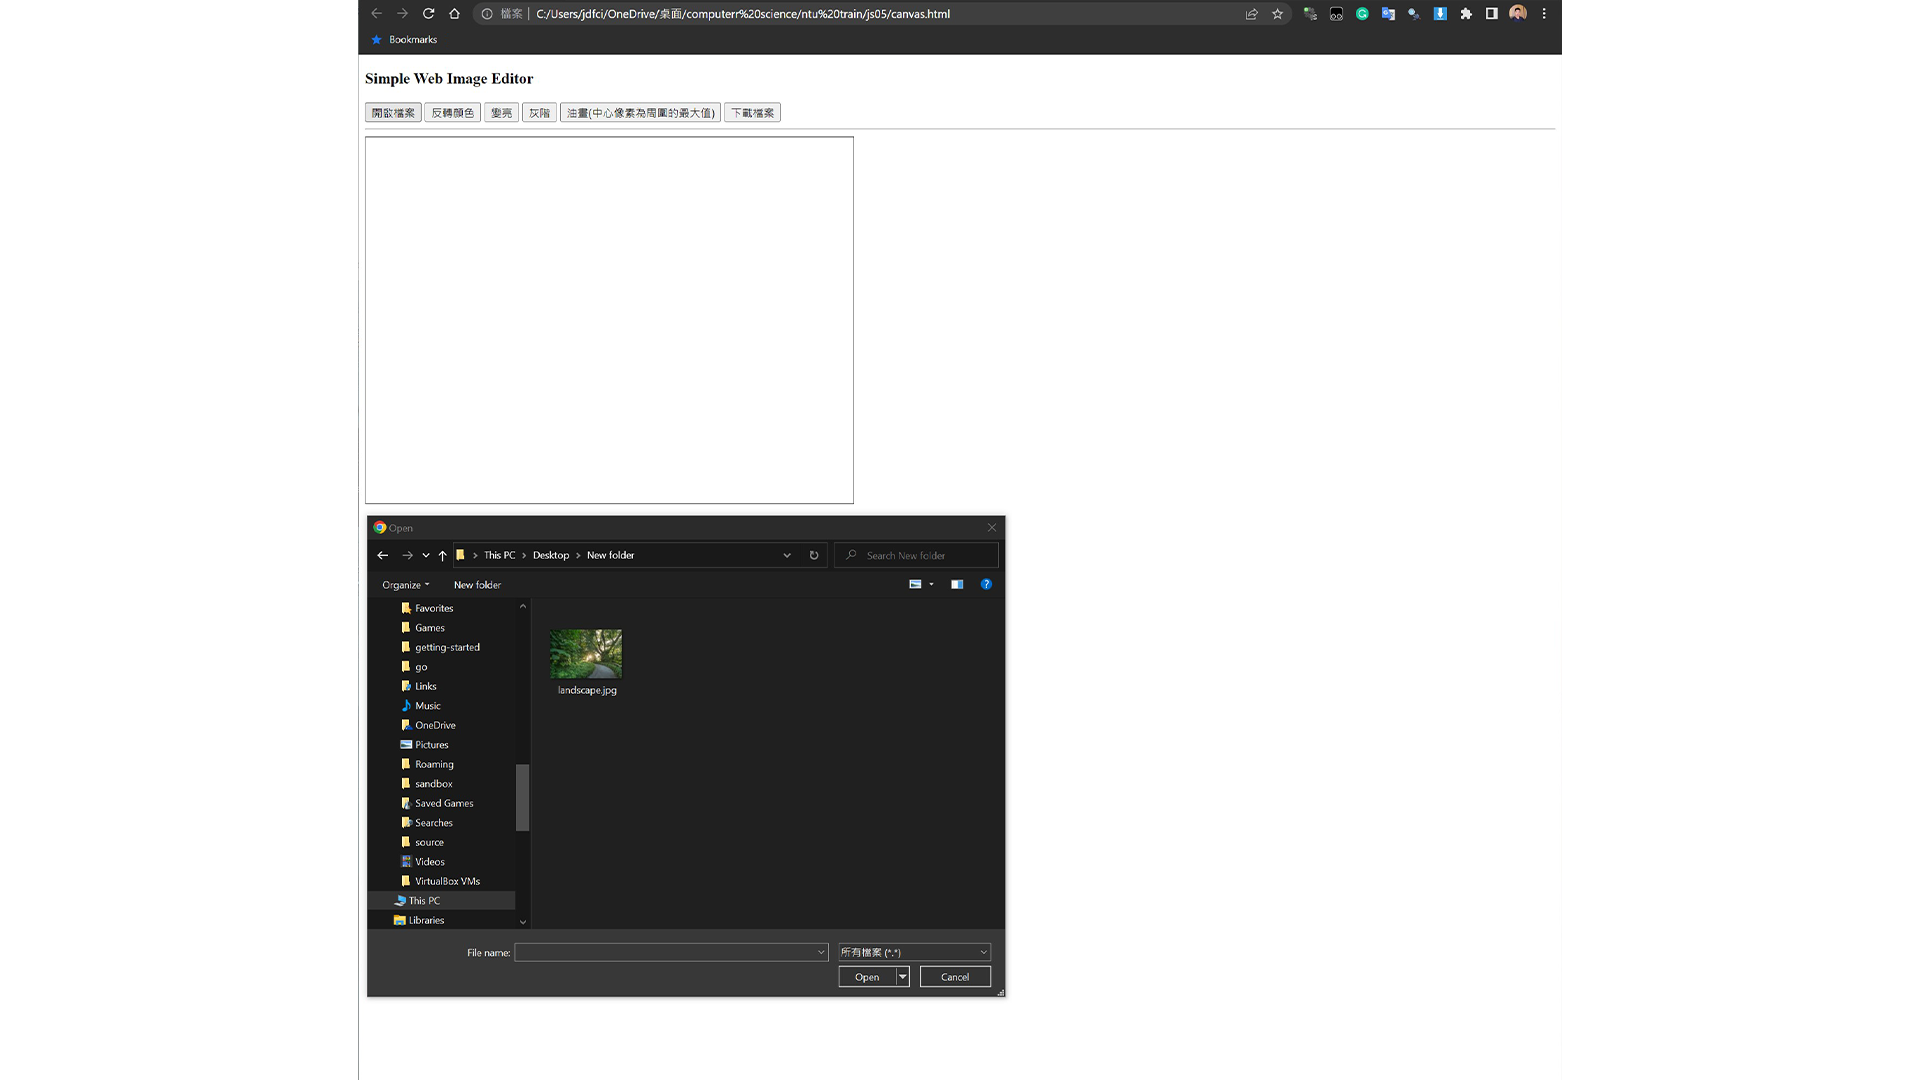 檔案 C:/Users/jdfci/OneDrive/桌面/computerr%20science/ntu%20train/js05/canvas.html
Bookmarks
Simple Web Image Editor
開啟檔案 反轉顏色 變亮 灰階 油畫(中心像素為周圍的最大值) 下載檔案
Open
This PC Desktop New folder Search New folder
Organize New folder
Favorites
Games
getting-started
go
Links
Music
OneDrive
Pictures
Roaming
sandbox
Saved Games
Searches
source
Videos
VirtualBox VMs
This PC
Libraries
landscape.jpg
File name: 所有檔案 (*.*)
Open Cancel